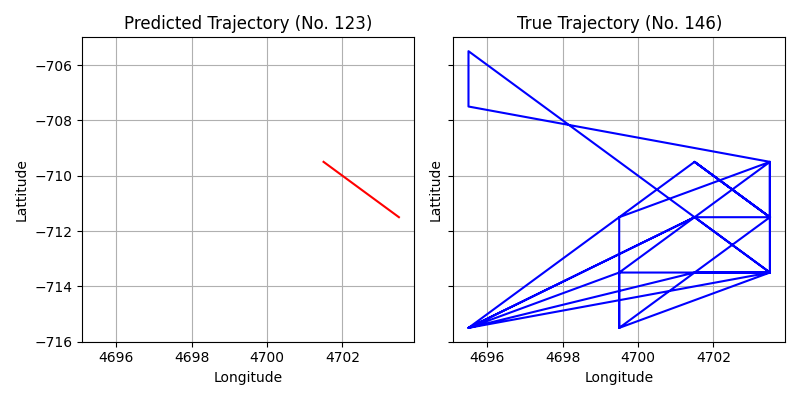 Predicted Trajectory (No. 123)
True Trajectory (No. 146)
Lattitude
−706
−708
−710
−712
−714
−716
4696
4698
4700
4702
Longitude
Lattitude
4696
4698
4700
4702
Longitude